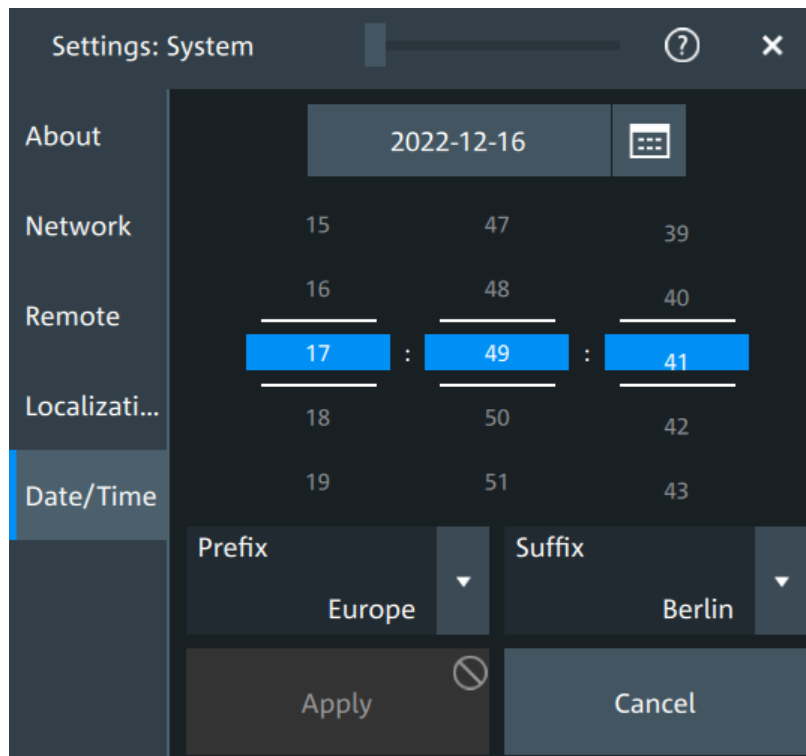 Settings: System
?
About
Network
Remote
Localizati...
Date/Time
2022-12-16
15 47 39
16 48 40
17 : 49 : 41
18 50 42
19 51 43
Prefix
Europe
Suffix
Berlin
Apply
Cancel